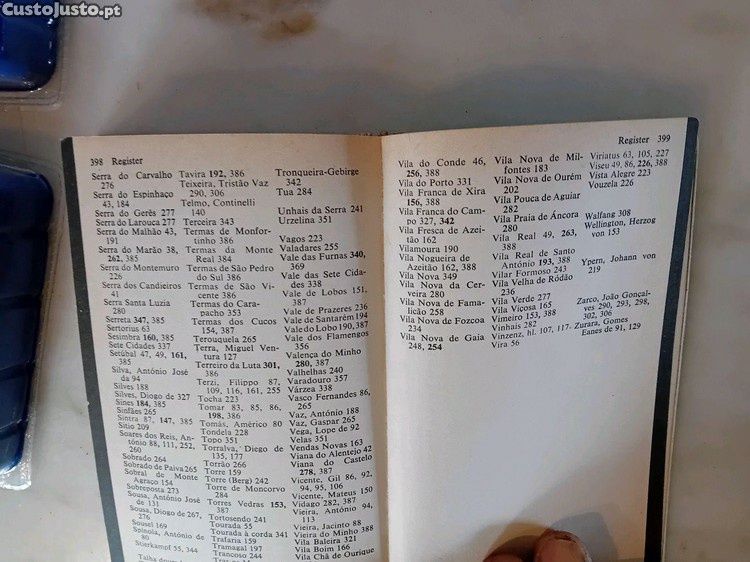 CustoJusto.pt
398 Register
Serra do Carvalho
276
Serra do Espinhaço
43, 184
Serra do Gerês 277
Serra do Larouca 277
Serra do Malhão 43,
191
Serra do Marão 38,
262, 385
Serra do Montemuro
226
Serra dos Candieiros
41
Serra Santa Luzia
280
Serreta 347, 385
Sertorius 63
Sesimbra 160, 385
Sete Cidades 337
Setúbal 47, 49, 161,
385
Silva, António José
da 94
Silves 188
Silves, Diogo de 327
Sines 184, 385
Sinfães 265
Sintra 87, 147, 385
Sítio 209
Soares dos Reis, An-
tónio 88, 111, 252,
260
Sobrado 264
Sobrado de Paiva 265
Sobral de Monte
Agraço 154
Sobreposta 273
Sousa, António José
de 131
Sousa, Diogo de 267,
276
Sousel 169
Spinola, António de
80
Stierkampf 55, 344
Tavira 192, 386
Teixeira, Tristão Vaz
290, 306
Telmo, Continelli
140
Terceira 343
Termas de Monfor-
tinho 386
Termas da Monte
Real 384
Termas de São Pedro
do Sul 386
Termas de São Vi-
cente 386
Termas do Cara-
pacho 353
Termas dos Cucos
154, 387
Terouquela 265
Terra, Miguel Ven-
tura 127
Terreiro da Luta 301,
386
Terzi, Filippo 87,
109, 116, 161, 255
Tocha 223
Tomar 83, 85, 86,
198, 386
Tomás, Américo 80
Tondela 228
Topo 351
Torralva, Diogo de
135, 177
Torrão 266
Torre 159
Torre (Berg) 242
Torre de Moncorvo
284
Torres Vedras 153,
387
Tortosendo 241
Tourada 55
Tourada à corda 341
Trafaria 159
Tramagal 197
Trancoso 244
Tronqueira-Gebirge
342
Tua 284
Unhais da Serra 241
Urzelina 351
Vagos 223
Valadares 255
Vale das Furnas 340,
369
Vale das Sete Cida-
des 338
Vale de Lobos 151,
387
Vale de Prazeres 236
Vale de Santarém 194
Vale do Lobo 190, 387
Vale dos Flamengos
356
Valença do Minho
280, 387
Valhelhas 240
Varadouro 357
Várzea 338
Vasco Fernandes 86,
265
Vaz, António 188
Vaz, Gaspar 265
Vega, Lope de 92
Velas 351
Vendas Novas 163
Viana do Alentejo 42
Viana do Castelo
278, 387
Vicente, Gil 86, 92,
94, 95, 106
Vicente, Mateus 150
Vidago 282, 387
Vieira, António 94,
113
Vieira, Jacinto 88
Vieira do Minho 388
Vila Baleira 321
Vila Boim 166
Vila Chã de Ourique
Register 399
Vila do Conde 46,
256, 388
Vila do Porto 331
Vila Franca de Xira
156, 388
Vila Franca do Cam-
po 327, 342
Vila Fresca de Azei-
tão 162
Vilamoura 190
Vila Nogueira de
Azeitão 162, 388
Vila Nova 349
Vila Nova da Cer-
veira 280
Vila Nova de Fama-
licão 258
Vila Nova de Fozcoa
234
Vila Nova de Gaia
248, 254
Vila Nova de Mil-
fontes 183
Vila Nova de Ourém
202
Vila Pouca de Aguiar
282
Vila Praia de Âncora
280
Vila Real 49, 263,
388
Vila Real de Santo
António 193, 388
Vilar Formoso 243
Vila Velha de Ródão
236
Vila Verde 277
Vila Viçosa 165
Vimeiro 153, 388
Vinhais 282
Vinzenz, hl. 107, 117
Vira 56
Viriatus 63, 105, 227
Viseu 49, 86, 226, 388
Vista Alegre 223
Vouzela 226
Walfang 308
Wellington, Herzog
von 153
Ypern, Johann von
219
Zarco, João Gonçal-
ves 290, 293, 298,
302, 306
Zurara, Gomes
Eanes de 91, 129